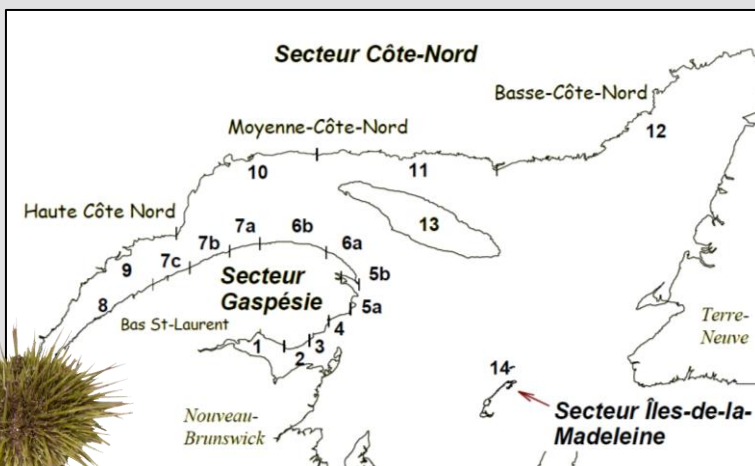 Secteur Côte-Nord
Basse-Côte-Nord
Moyenne-Côte-Nord
12
10
11
Haute Côte Nord
13
7a
6b
7b
6a
9
7c
Secteur
Gaspésie
5b
8
5a
Bas St-Laurent
4
Terre-
Neuve
1
3
2
14
Nouveau-
Brunswick
Secteur Îles-de-la-
Madeleine